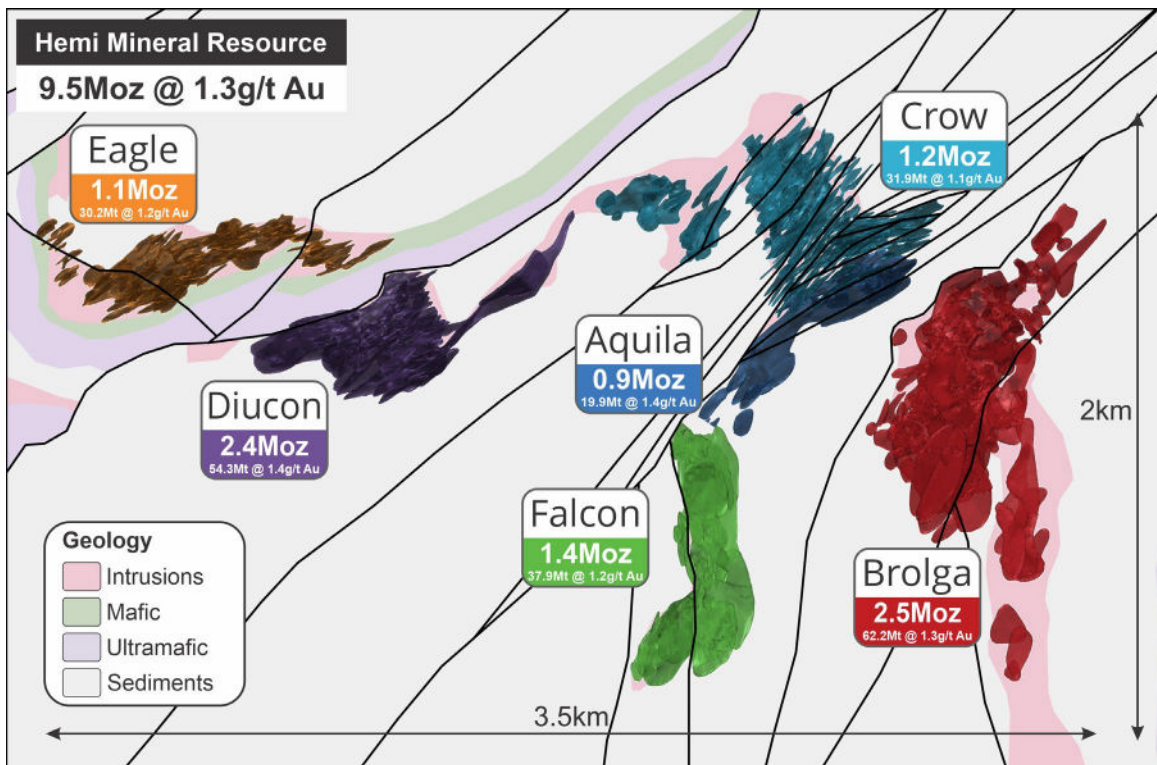 Hemi Mineral Resource
9.5Moz @ 1.3g/t Au
Eagle
1.1Moz
30.2Mt @ 1.2g/t Au
Crow
1.2Moz
31.9Mt @ 1.1g/t Au
Aquila
0.9Moz
19.9Mt @ 1.4g/t Au
Diucon
2.4Moz
54.3Mt @ 1.4g/t Au
2km
Falcon
1.4Moz
37.9Mt @ 1.2g/t Au
Brolga
2.5Moz
62.2Mt @ 1.3g/t Au
Geology
Intrusions
Mafic
Ultramafic
Sediments
3.5km